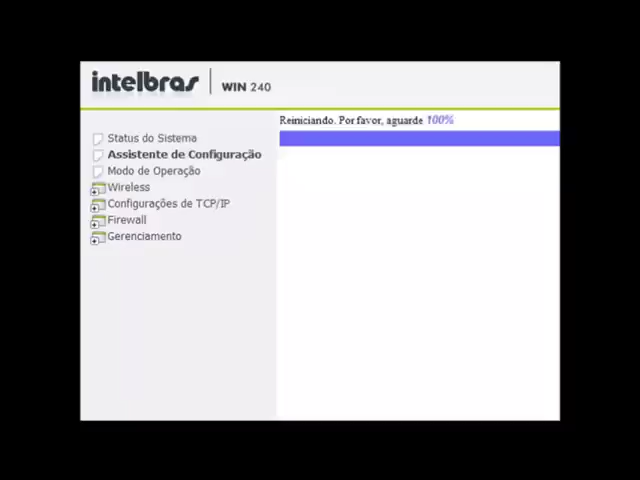 intelbras WIN 240
Reiniciando. Por favor, aguarde 100%
Status do Sistema
Assistente de Configuração
Modo de Operação
Wireless
Configurações de TCP/IP
Firewall
Gerenciamento